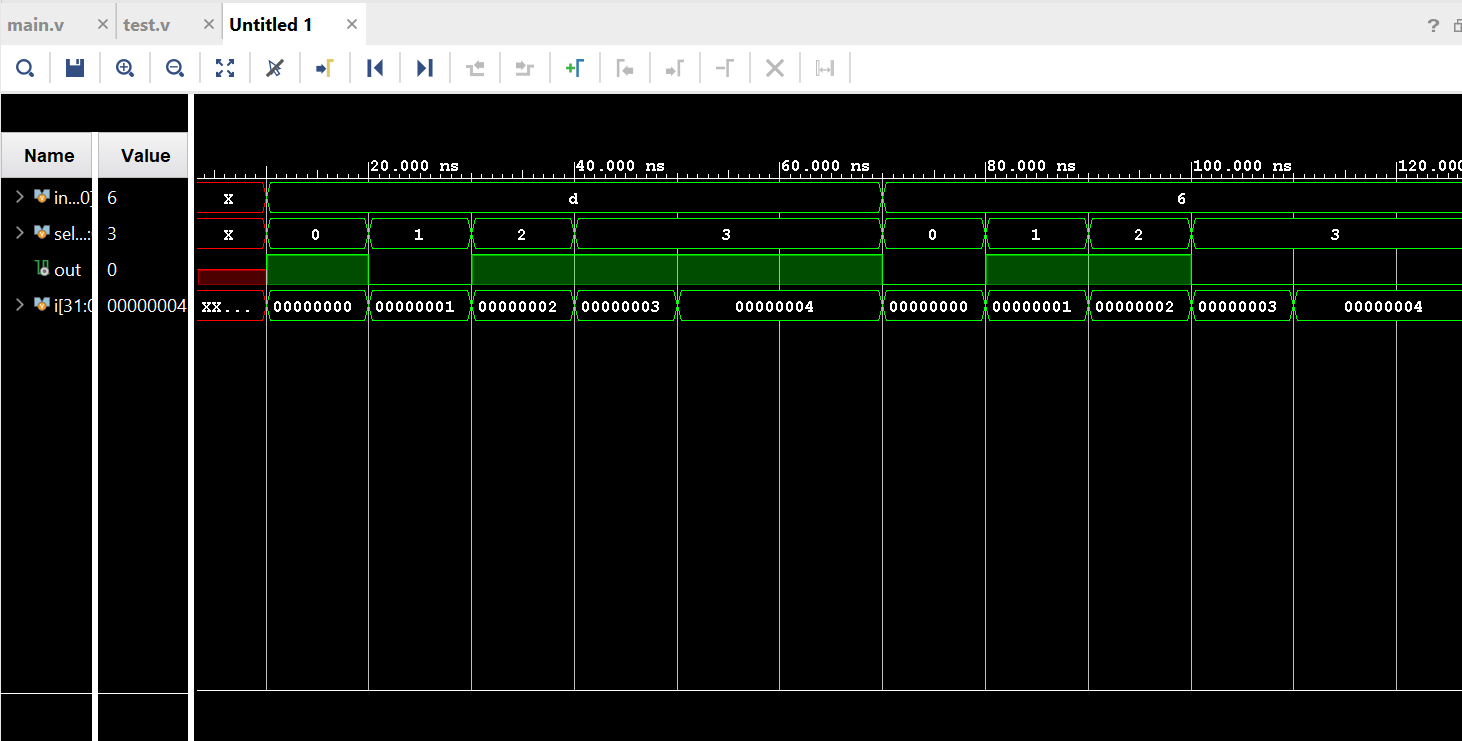 main.v × test.v × Untitled 1 × ?
Name Value 20.000 ns 40.000 ns 60.000 ns 80.000 ns 100.000 ns 120.000
in...0] 6 X d 6
sel...: 3 X 0 1 2 3 0 1 2 3
out 0
i[31:0 00000004 XX... 00000000 00000001 00000002 00000003 00000004 00000000 00000001 00000002 00000003 00000004